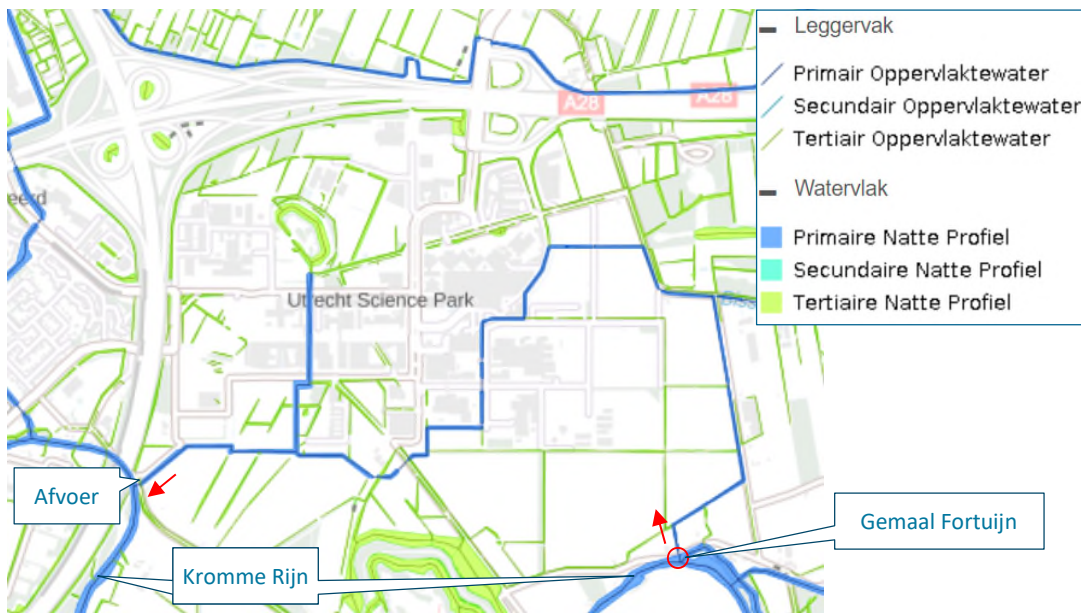 Leggervak
Primair Oppervlaktewater
Secundair Oppervlaktewater
Tertiair Oppervlaktewater
Watervlak
Primaire Natte Profiel
Secundaire Natte Profiel
Tertiaire Natte Profiel
A28
A28
eerd
Utrecht Science Park
Afvoer
Kromme Rijn
Gemaal Fortuijn